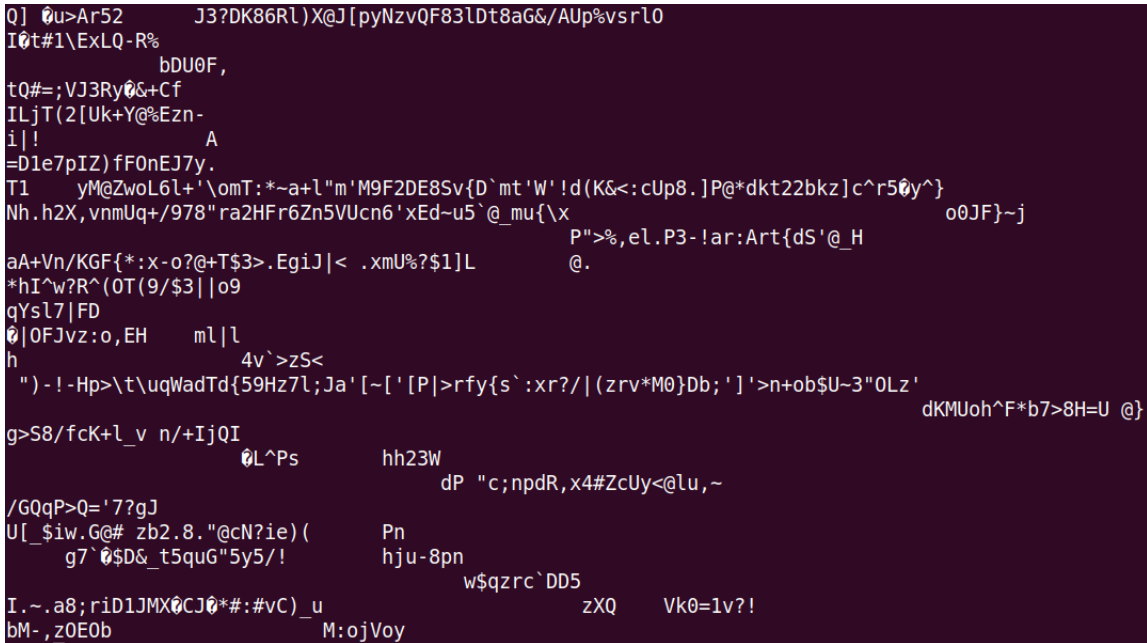 Q] �u>Ar52      J3?DK86Rl)X@J[pyNzvQF83lDt8aG&/AUp%vsrlO
I�t#1\ExLQ-R%
             bDU0F,
tQ#=;VJ3Ry�&+Cf
ILjT(2[Uk+Y@%Ezn-
i|!              A
=D1e7pIZ)fFOnEJ7y.
T1    yM@ZwoL6l+'\omT:*~a+l"m'M9F2DE8Sv{D`mt'W'!d(K&<:cUp8.]P@*dkt22bkz]c^r5�y^}
Nh.h2X,vnmUq+/978"ra2HFr6Zn5VUcn6'xEd~u5`@_mu{\x                                o0JF}~j
                                                P">%,el.P3-!ar:Art{dS'@_H
aA+Vn/KGF{*:x-o?@+T$3>.EgiJ|< .xmU%?$1]L        @.
*hI^w?R^(OT(9/$3||o9
qYsl7|FD
�|OFJvz:o,EH    ml|l
h                   4v`>zS<
 ")-!-Hp>\t\uqWadTd{59Hz7l;Ja'[~['[P|>rfy{s`:xr?/|(zrv*M0}Db;']'>n+ob$U~3"OLz'
                                                                              dKMUoh^F*b7>8H=U @}
g>S8/fcK+l_v n/+IjQI
                    �L^Ps       hh23W
                                     dP "c;npdR,x4#ZcUy<@lu,~
/GQqP>Q='7?gJ
U[_$iw.G@# zb2.8."@cN?ie)(      Pn
     g7`�$D&_t5quG"5y5/!        hju-8pn
                                       w$qzrc`DD5
I.~.a8;riD1JMX�CJ�*#:#vC)_u                      zXQ    Vk0=1v?!
bM-,zOEOb                  M:ojVoy